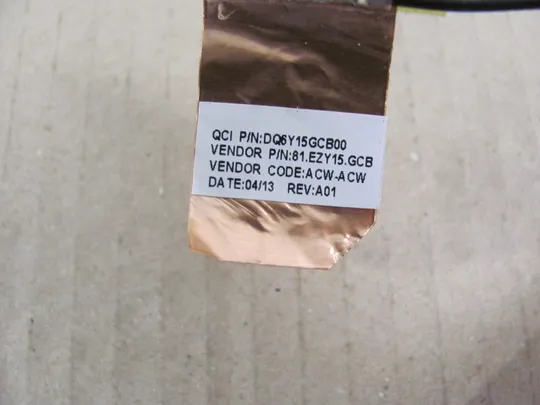 QCI P/N:DQ6Y15GCB00
VENDOR P/N:81.EZY15.GCB
VENDOR CODE:ACW-ACW
DATE:04/13 REV:A01